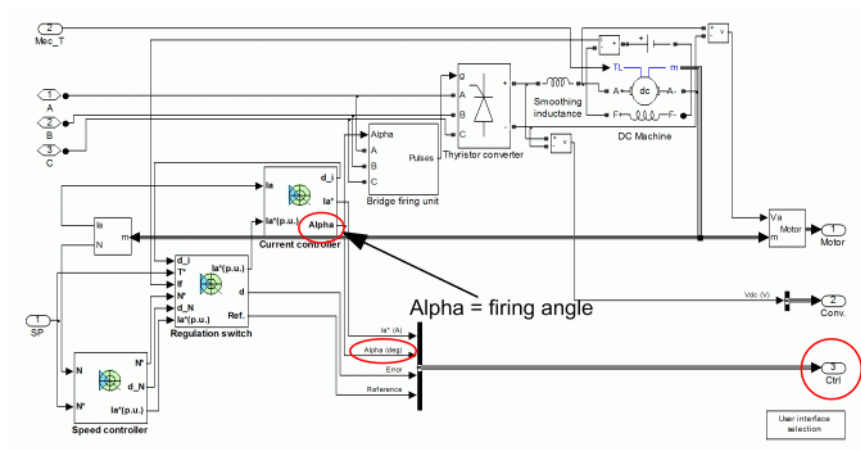 2
Mec_T
1
A
2
B
3
C
+
-
+
-
v
TL
m
A+
dc
A-
F+
F-
DC Machine
Smoothing
inductance
g
A
B
C
+
-
Thyristor converter
+
-
v
Alpha
A
B
C
Pulses
Bridge firing unit
Ia
Ia*(p.u.)
d_i
Ia*
Alpha
Current controller
Ia
N
m
Va
m
Motor
1
Motor
d_i
T*
If
N*
d_N
Ia*(p.u.)
Ia*(p.u.)
d
Ref.
Regulation switch
Alpha = firing angle
Vdc (V)
2
Conv.
1
SP
Ia* (A)
Alpha (deg)
Error
Reference
3
Ctrl
N
N*
N*
d_N
Ia*(p.u.)
Speed controller
User interface
selection